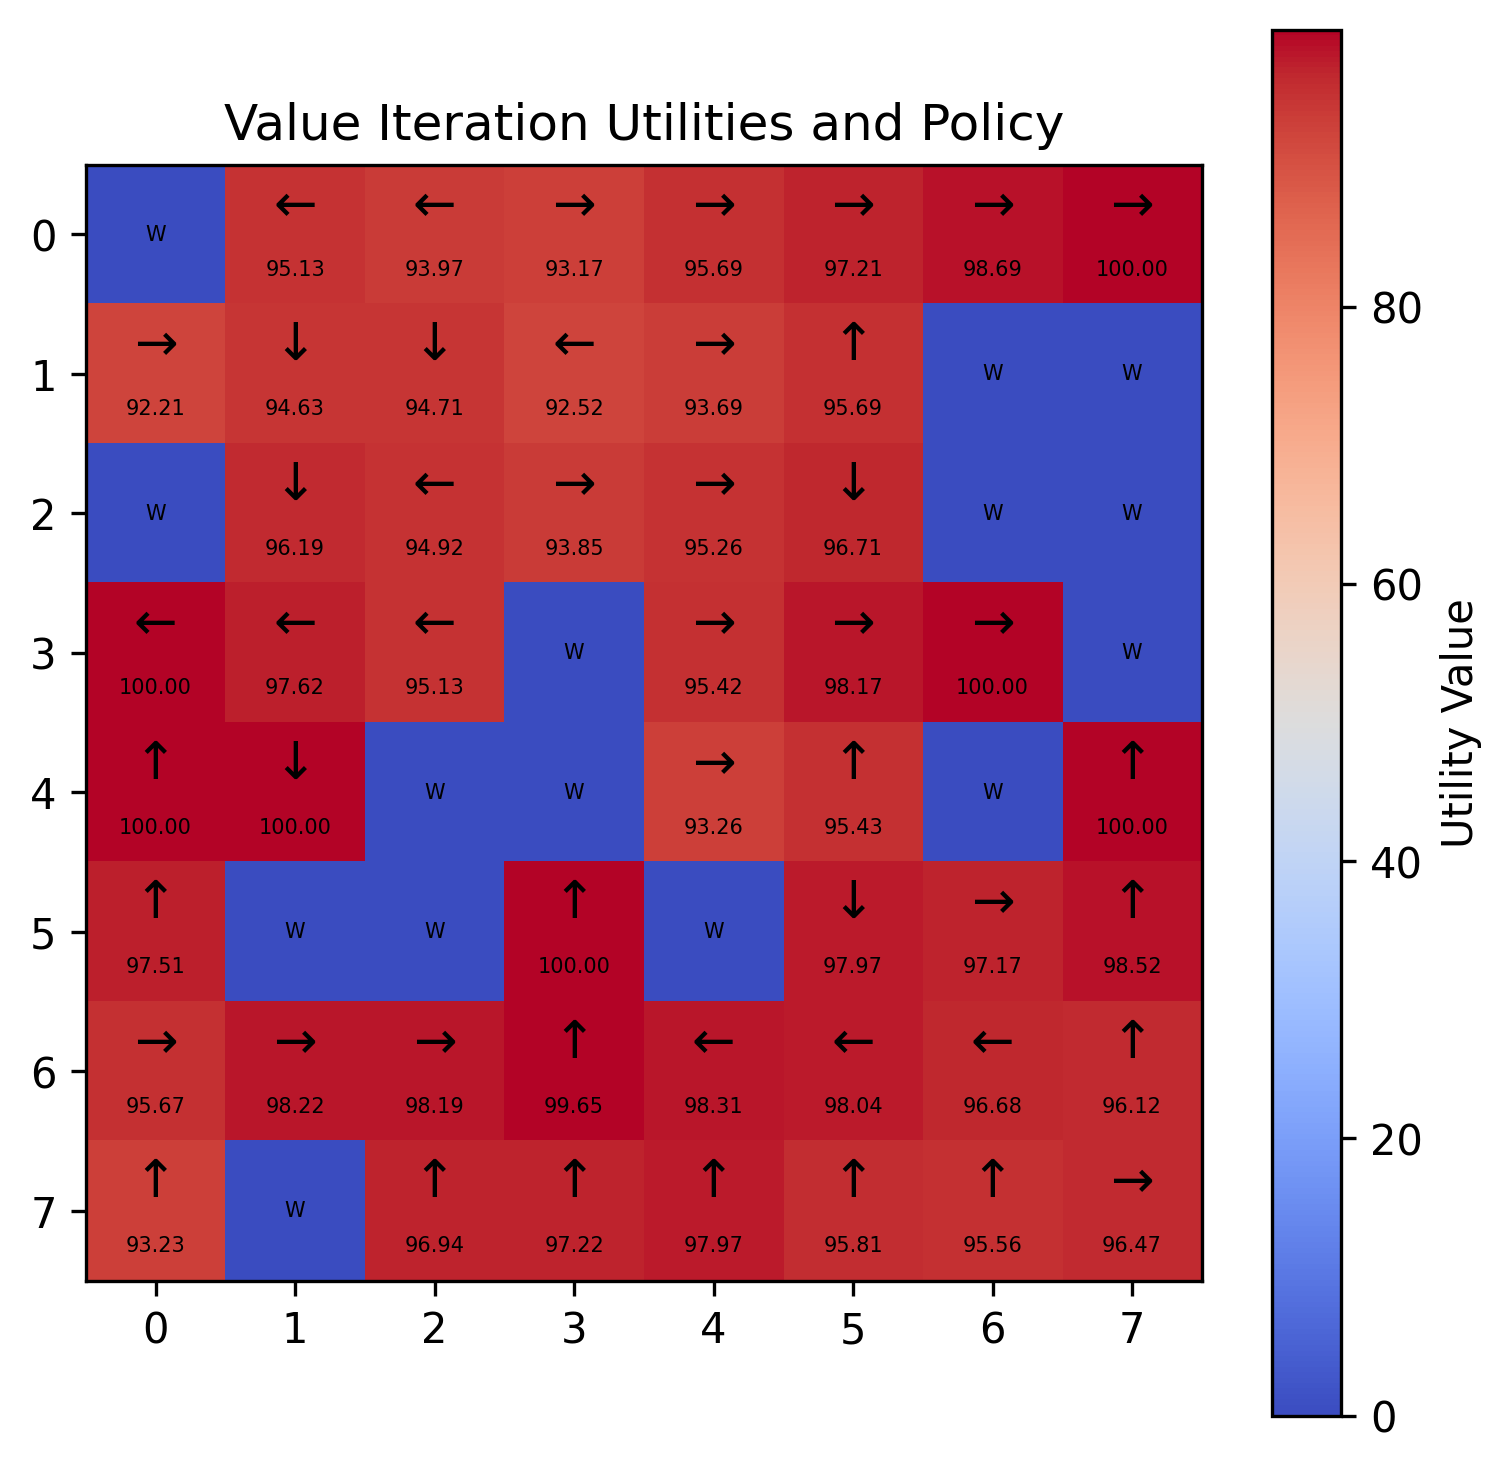 Value Iteration Utilities and Policy
0 W ← 95.13 ← 93.97 → 93.17 → 95.69 → 97.21 → 98.69 → 100.00
1 → 92.21 ↓ 94.63 ↓ 94.71 ← 92.52 → 93.69 ↑ 95.69 W W
2 W ↓ 96.19 ← 94.92 → 93.85 → 95.26 ↓ 96.71 W W
3 ← 100.00 ← 97.62 ← 95.13 W → 95.42 → 98.17 → 100.00 W
4 ↑ 100.00 ↓ 100.00 W W → 93.26 ↑ 95.43 W ↑ 100.00
5 ↑ 97.51 W W ↑ 100.00 W ↓ 97.97 → 97.17 ↑ 98.52
6 → 95.67 → 98.22 → 98.19 ↑ 99.65 ← 98.31 ← 98.04 ← 96.68 ↑ 96.12
7 ↑ 93.23 W ↑ 96.94 ↑ 97.22 ↑ 97.97 ↑ 95.81 ↑ 95.56 → 96.47
0 1 2 3 4 5 6 7
80
60
40
20
0
Utility Value